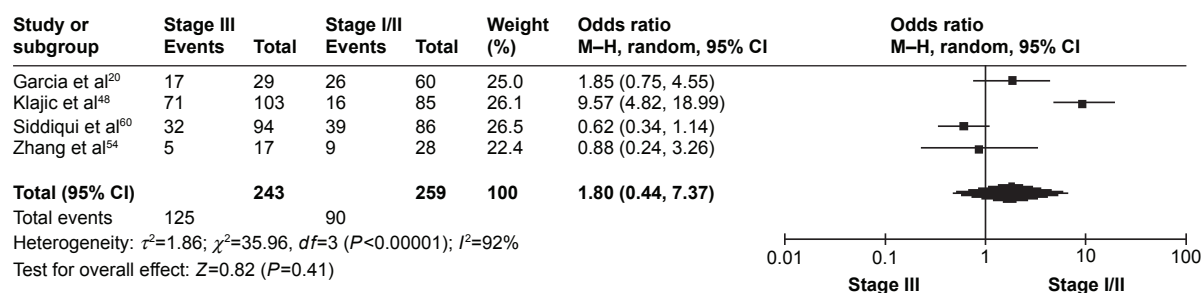 Study or Stage III Stage I/II Weight Odds ratio Odds ratio
subgroup Events Total Events Total (%) M–H, random, 95% CI M–H, random, 95% CI
Garcia et al²⁰ 17 29 26 60 25.0 1.85 (0.75, 4.55)
Klajic et al⁴⁸ 71 103 16 85 26.1 9.57 (4.82, 18.99)
Siddiqui et al⁶⁰ 32 94 39 86 26.5 0.62 (0.34, 1.14)
Zhang et al⁵⁴ 5 17 9 28 22.4 0.88 (0.24, 3.26)
Total (95% CI) 243 259 100 1.80 (0.44, 7.37)
Total events 125 90
Heterogeneity: τ²=1.86; χ²=35.96, df=3 (P<0.00001); I²=92%
Test for overall effect: Z=0.82 (P=0.41)
0.01 0.1 1 10 100
Stage III Stage I/II